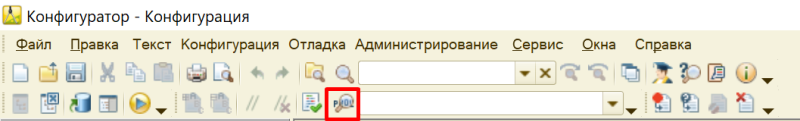 Конфигуратор - Конфигурация
Файл Правка Текст Конфигурация Отладка Администрирование Сервис Окна Справка